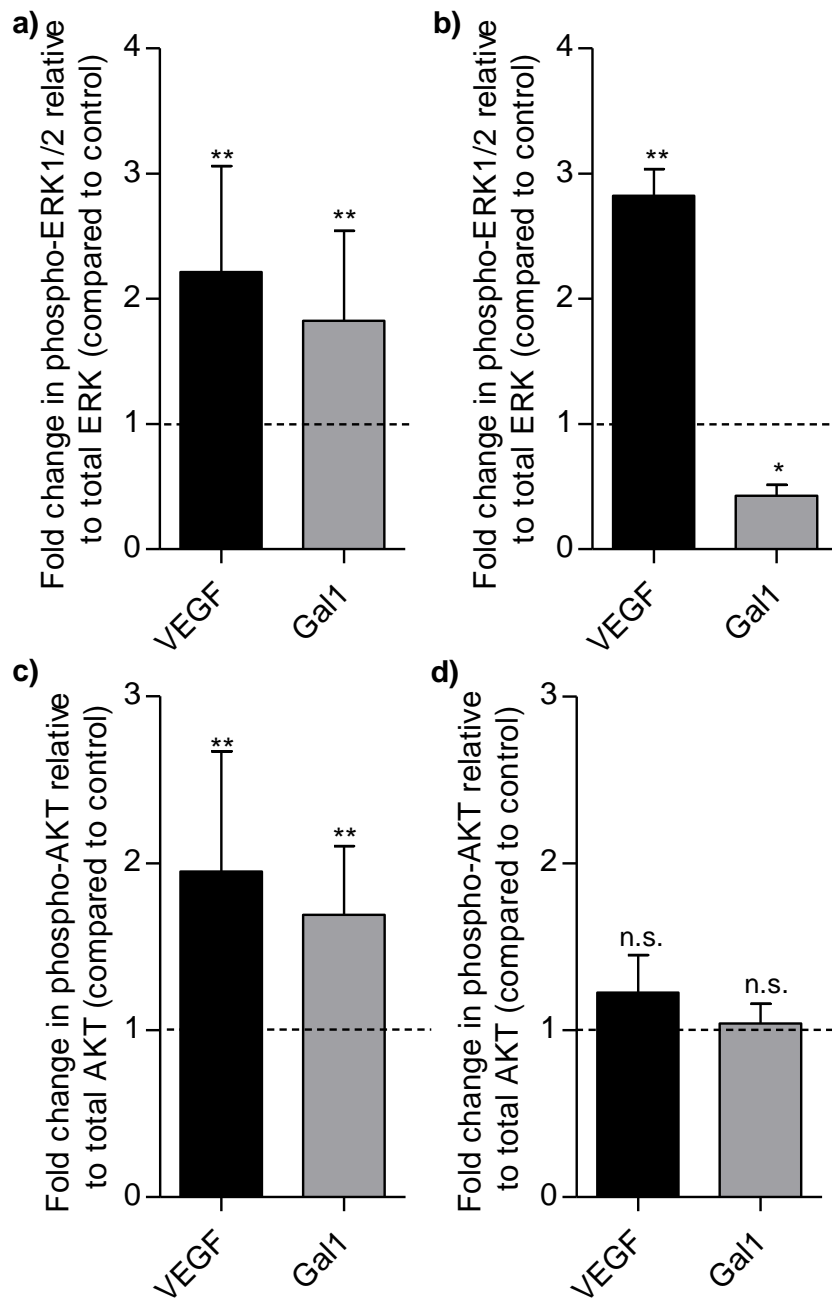 a)
Fold change in phospho-ERK1/2 relative
to total ERK (compared to control)
4
3
2
1
0
**
**
VEGF
Gal1
b)
Fold change in phospho-ERK1/2 relative
to total ERK (compared to control)
4
3
2
1
0
**
*
VEGF
Gal1
c)
Fold change in phospho-AKT relative
to total AKT (compared to control)
3
2
1
0
**
**
VEGF
Gal1
d)
Fold change in phospho-AKT relative
to total AKT (compared to control)
3
2
1
0
n.s.
n.s.
VEGF
Gal1